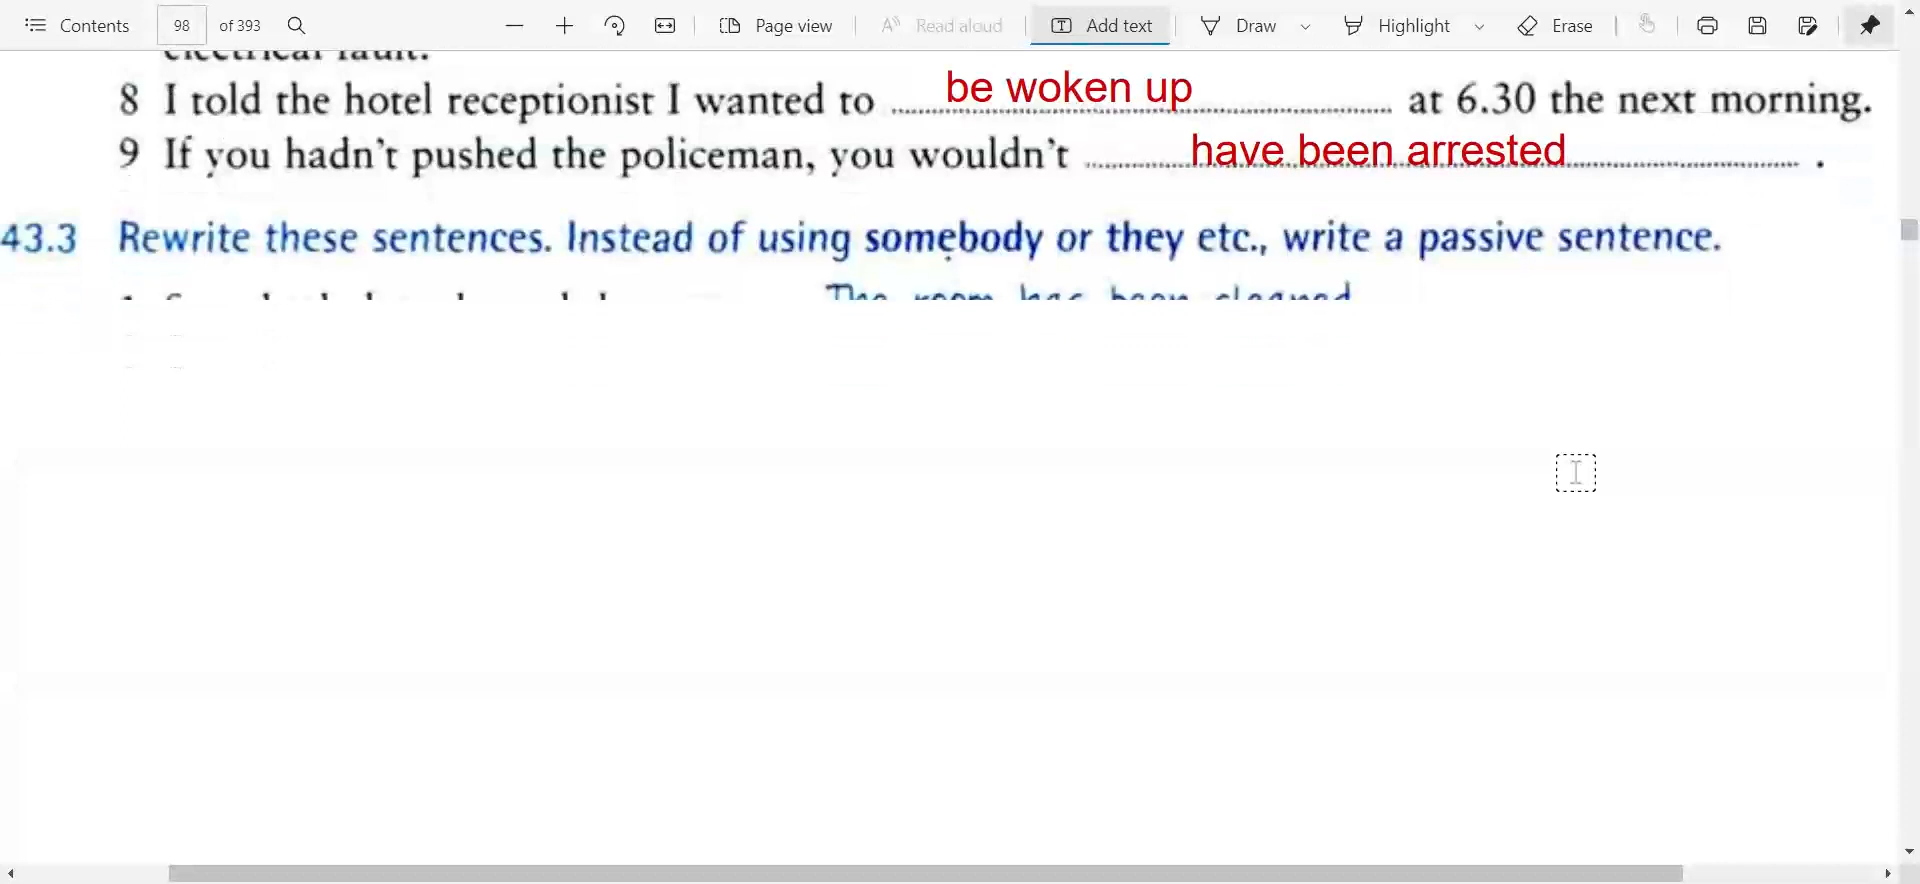 Contents 98 of 393 Page view Read aloud Add text Draw Highlight Erase
electrical fault.
8 I told the hotel receptionist I wanted to be woken up at 6.30 the next morning.
9 If you hadn't pushed the policeman, you wouldn't have been arrested .
43.3 Rewrite these sentences. Instead of using somebody or they etc., write a passive sentence.
The room has been cleaned